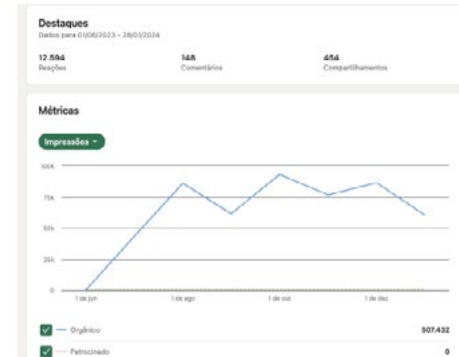 Destaques
Dados para 01/06/2023 - 28/01/2024
12.594 148 454
Reações Comentários Compartilhamentos
Métricas
Impressões
100k
75k
50k
25k
0
1 de jun 1 de ago 1 de out 1 de dez
Orgânico 507.432
Patrocinado 0